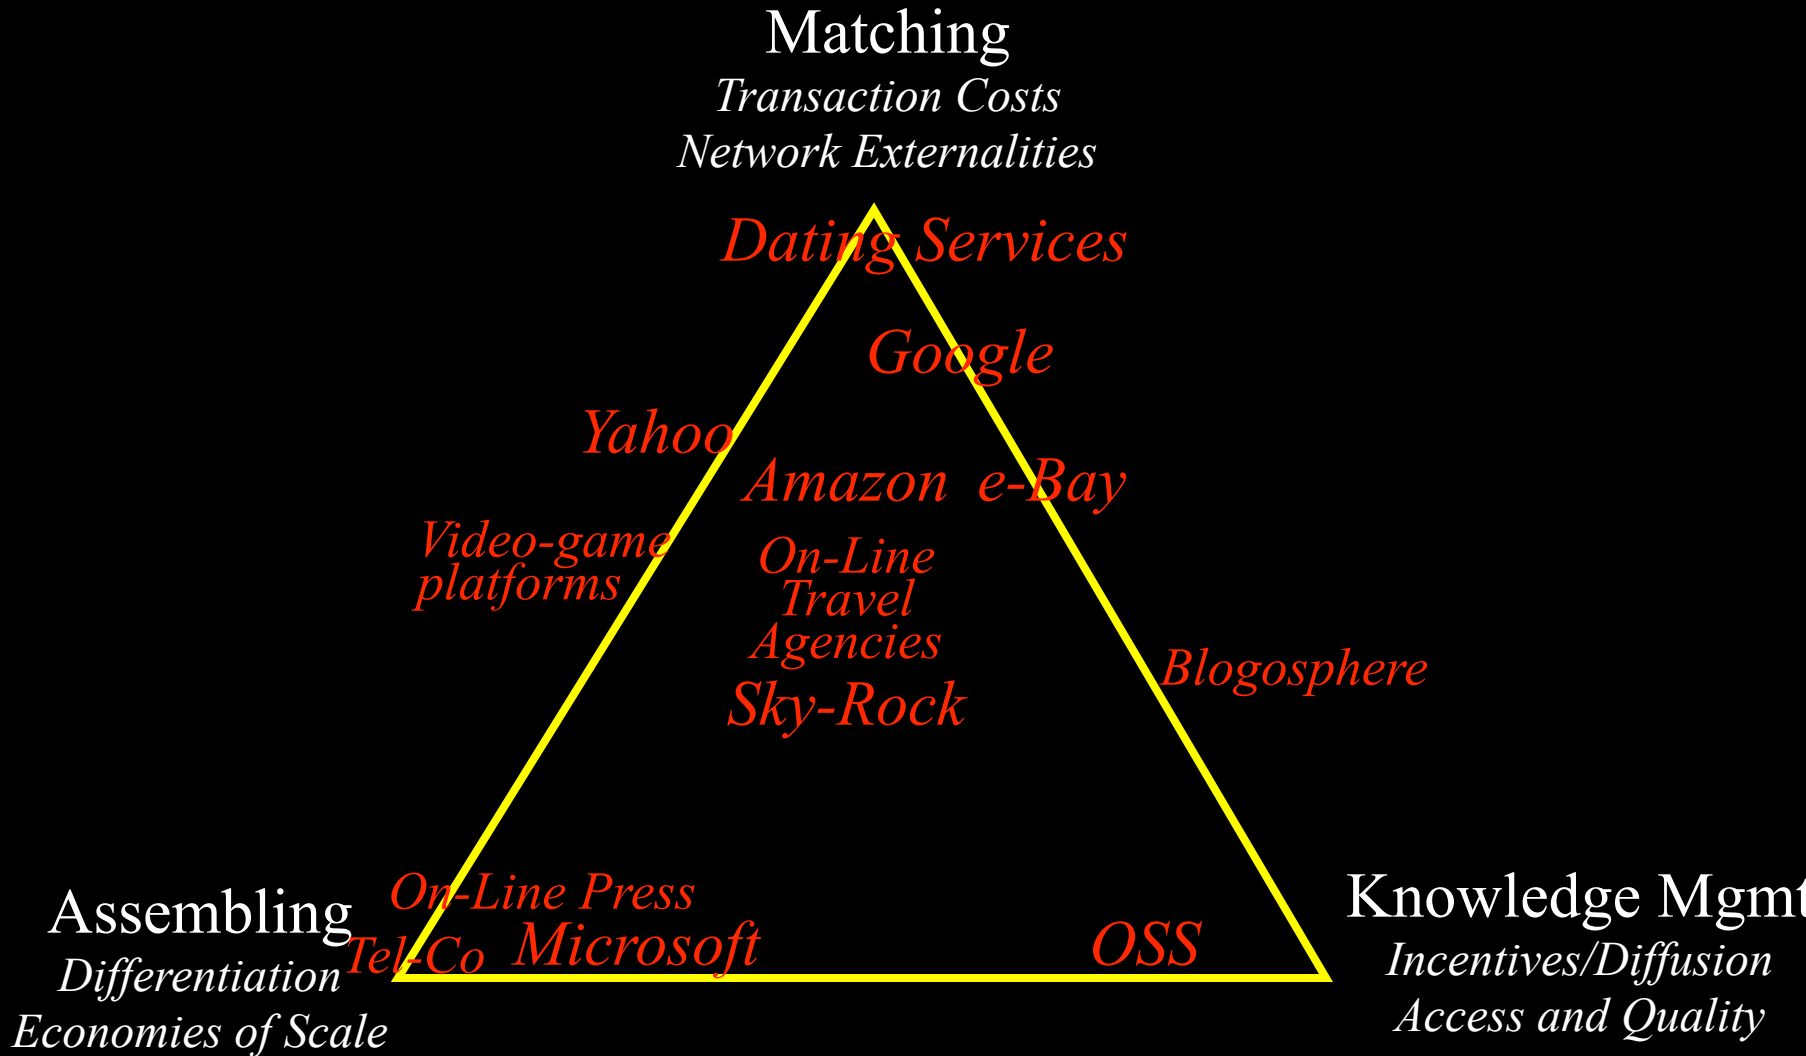 Matching
Transaction Costs
Network Externalities
Dating Services
Google
Yahoo
Amazon e-Bay
Video-game
platforms
On-Line
Travel
Agencies
Sky-Rock
Blogosphere
On-Line Press
Tel-Co Microsoft
OSS
Assembling
Differentiation
Economies of Scale
Knowledge Mgmt
Incentives/Diffusion
Access and Quality